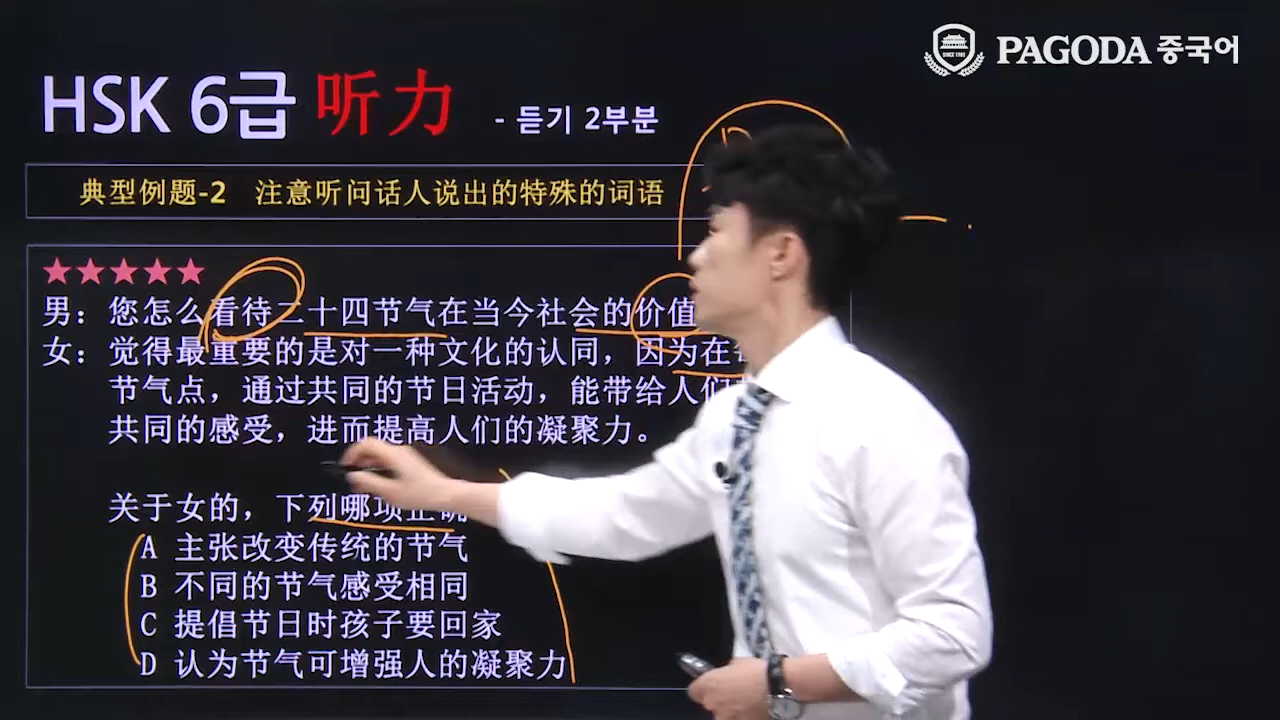 PAGODA 중국어
SINCE 1993
HSK 6급 听力 - 듣기 2부분
典型例题-2 注意听问话人说出的特殊的词语
男：您怎么看待二十四节气在当今社会的价值
女：觉得最重要的是对一种文化的认同，因为在
节气点，通过共同的节日活动，能带给人们
共同的感受，进而提高人们的凝聚力。
关于女的，下列哪项正确
A 主张改变传统的节气
B 不同的节气感受相同
C 提倡节日时孩子要回家
D 认为节气可增强人的凝聚力